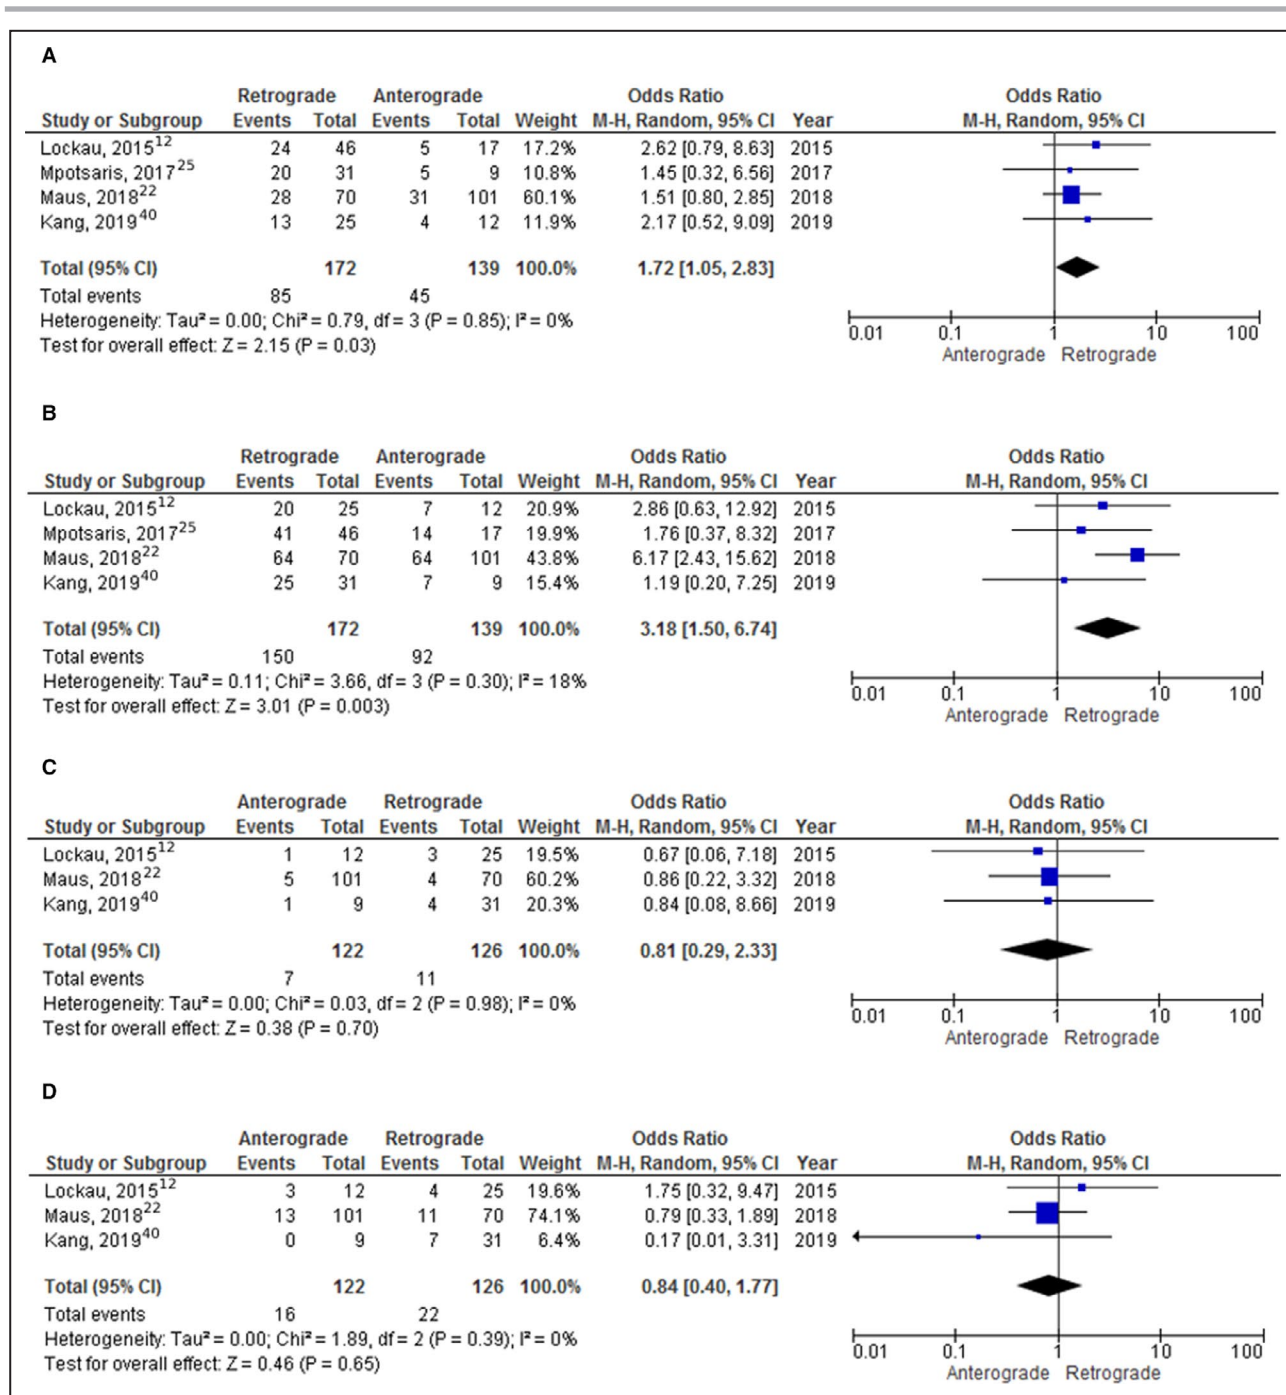 A
Retrograde Anterograde Odds Ratio Odds Ratio
Study or Subgroup Events Total Events Total Weight M-H, Random, 95% CI Year M-H, Random, 95% CI
Lockau, 2015¹² 24 46 5 17 17.2% 2.62 [0.79, 8.63] 2015
Mpotsaris, 2017²⁵ 20 31 5 9 10.8% 1.45 [0.32, 6.56] 2017
Maus, 2018²² 28 70 31 101 60.1% 1.51 [0.80, 2.85] 2018
Kang, 2019⁴⁰ 13 25 4 12 11.9% 2.17 [0.52, 9.09] 2019
Total (95% CI) 172 139 100.0% 1.72 [1.05, 2.83]
Total events 85 45
Heterogeneity: Tau² = 0.00; Chi² = 0.79, df = 3 (P = 0.85); I² = 0%
Test for overall effect: Z = 2.15 (P = 0.03)
0.01 0.1 1 10 100
Anterograde Retrograde
B
Retrograde Anterograde Odds Ratio Odds Ratio
Study or Subgroup Events Total Events Total Weight M-H, Random, 95% CI Year M-H, Random, 95% CI
Lockau, 2015¹² 20 25 7 12 20.9% 2.86 [0.63, 12.92] 2015
Mpotsaris, 2017²⁵ 41 46 14 17 19.9% 1.76 [0.37, 8.32] 2017
Maus, 2018²² 64 70 64 101 43.8% 6.17 [2.43, 15.62] 2018
Kang, 2019⁴⁰ 25 31 7 9 15.4% 1.19 [0.20, 7.25] 2019
Total (95% CI) 172 139 100.0% 3.18 [1.50, 6.74]
Total events 150 92
Heterogeneity: Tau² = 0.11; Chi² = 3.66, df = 3 (P = 0.30); I² = 18%
Test for overall effect: Z = 3.01 (P = 0.003)
0.01 0.1 1 10 100
Anterograde Retrograde
C
Anterograde Retrograde Odds Ratio Odds Ratio
Study or Subgroup Events Total Events Total Weight M-H, Random, 95% CI Year M-H, Random, 95% CI
Lockau, 2015¹² 1 12 3 25 19.5% 0.67 [0.06, 7.18] 2015
Maus, 2018²² 5 101 4 70 60.2% 0.86 [0.22, 3.32] 2018
Kang, 2019⁴⁰ 1 9 4 31 20.3% 0.84 [0.08, 8.66] 2019
Total (95% CI) 122 126 100.0% 0.81 [0.29, 2.33]
Total events 7 11
Heterogeneity: Tau² = 0.00; Chi² = 0.03, df = 2 (P = 0.98); I² = 0%
Test for overall effect: Z = 0.38 (P = 0.70)
0.01 0.1 1 10 100
Anterograde Retrograde
D
Anterograde Retrograde Odds Ratio Odds Ratio
Study or Subgroup Events Total Events Total Weight M-H, Random, 95% CI Year M-H, Random, 95% CI
Lockau, 2015¹² 3 12 4 25 19.6% 1.75 [0.32, 9.47] 2015
Maus, 2018²² 13 101 11 70 74.1% 0.79 [0.33, 1.89] 2018
Kang, 2019⁴⁰ 0 9 7 31 6.4% 0.17 [0.01, 3.31] 2019
Total (95% CI) 122 126 100.0% 0.84 [0.40, 1.77]
Total events 16 22
Heterogeneity: Tau² = 0.00; Chi² = 1.89, df = 2 (P = 0.39); I² = 0%
Test for overall effect: Z = 0.46 (P = 0.65)
0.01 0.1 1 10 100
Anterograde Retrograde